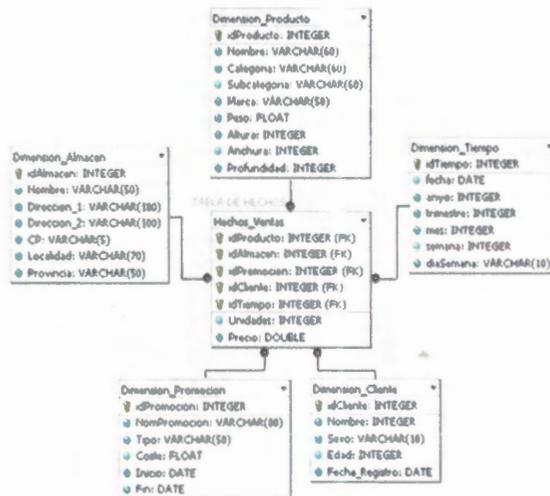 Dimension_Producto
idProducto: INTEGER
Nombre: VARCHAR(60)
Categoria: VARCHAR(60)
Subcategoria: VARCHAR(60)
Marca: VARCHAR(50)
Peso: FLOAT
Altura: INTEGER
Anchura: INTEGER
Profundidad: INTEGER
Dimension_Almacen
idAlmacen: INTEGER
Nombre: VARCHAR(50)
Direccion_1: VARCHAR(100)
Direccion_2: VARCHAR(100)
CP: VARCHAR(5)
Localidad: VARCHAR(70)
Provincia: VARCHAR(50)
Dimension_Tiempo
idTiempo: INTEGER
fecha: DATE
anyo: INTEGER
trimestre: INTEGER
mes: INTEGER
semana: INTEGER
diaSemana: VARCHAR(10)
TABLA DE HECHOS
Hechos_Ventas
idProducto: INTEGER (FK)
idAlmacen: INTEGER (FK)
idPromocion: INTEGER (FK)
idCliente: INTEGER (FK)
idTiempo: INTEGER (FK)
Unidades: INTEGER
Precio: DOUBLE
Dimension_Promocion
idPromocion: INTEGER
NomPromocion: VARCHAR(80)
Tipo: VARCHAR(50)
Coste: FLOAT
Inicio: DATE
Fin: DATE
Dimension_Cliente
idCliente: INTEGER
Nombre: INTEGER
Sexo: VARCHAR(10)
Edad: INTEGER
Fecha_Registro: DATE